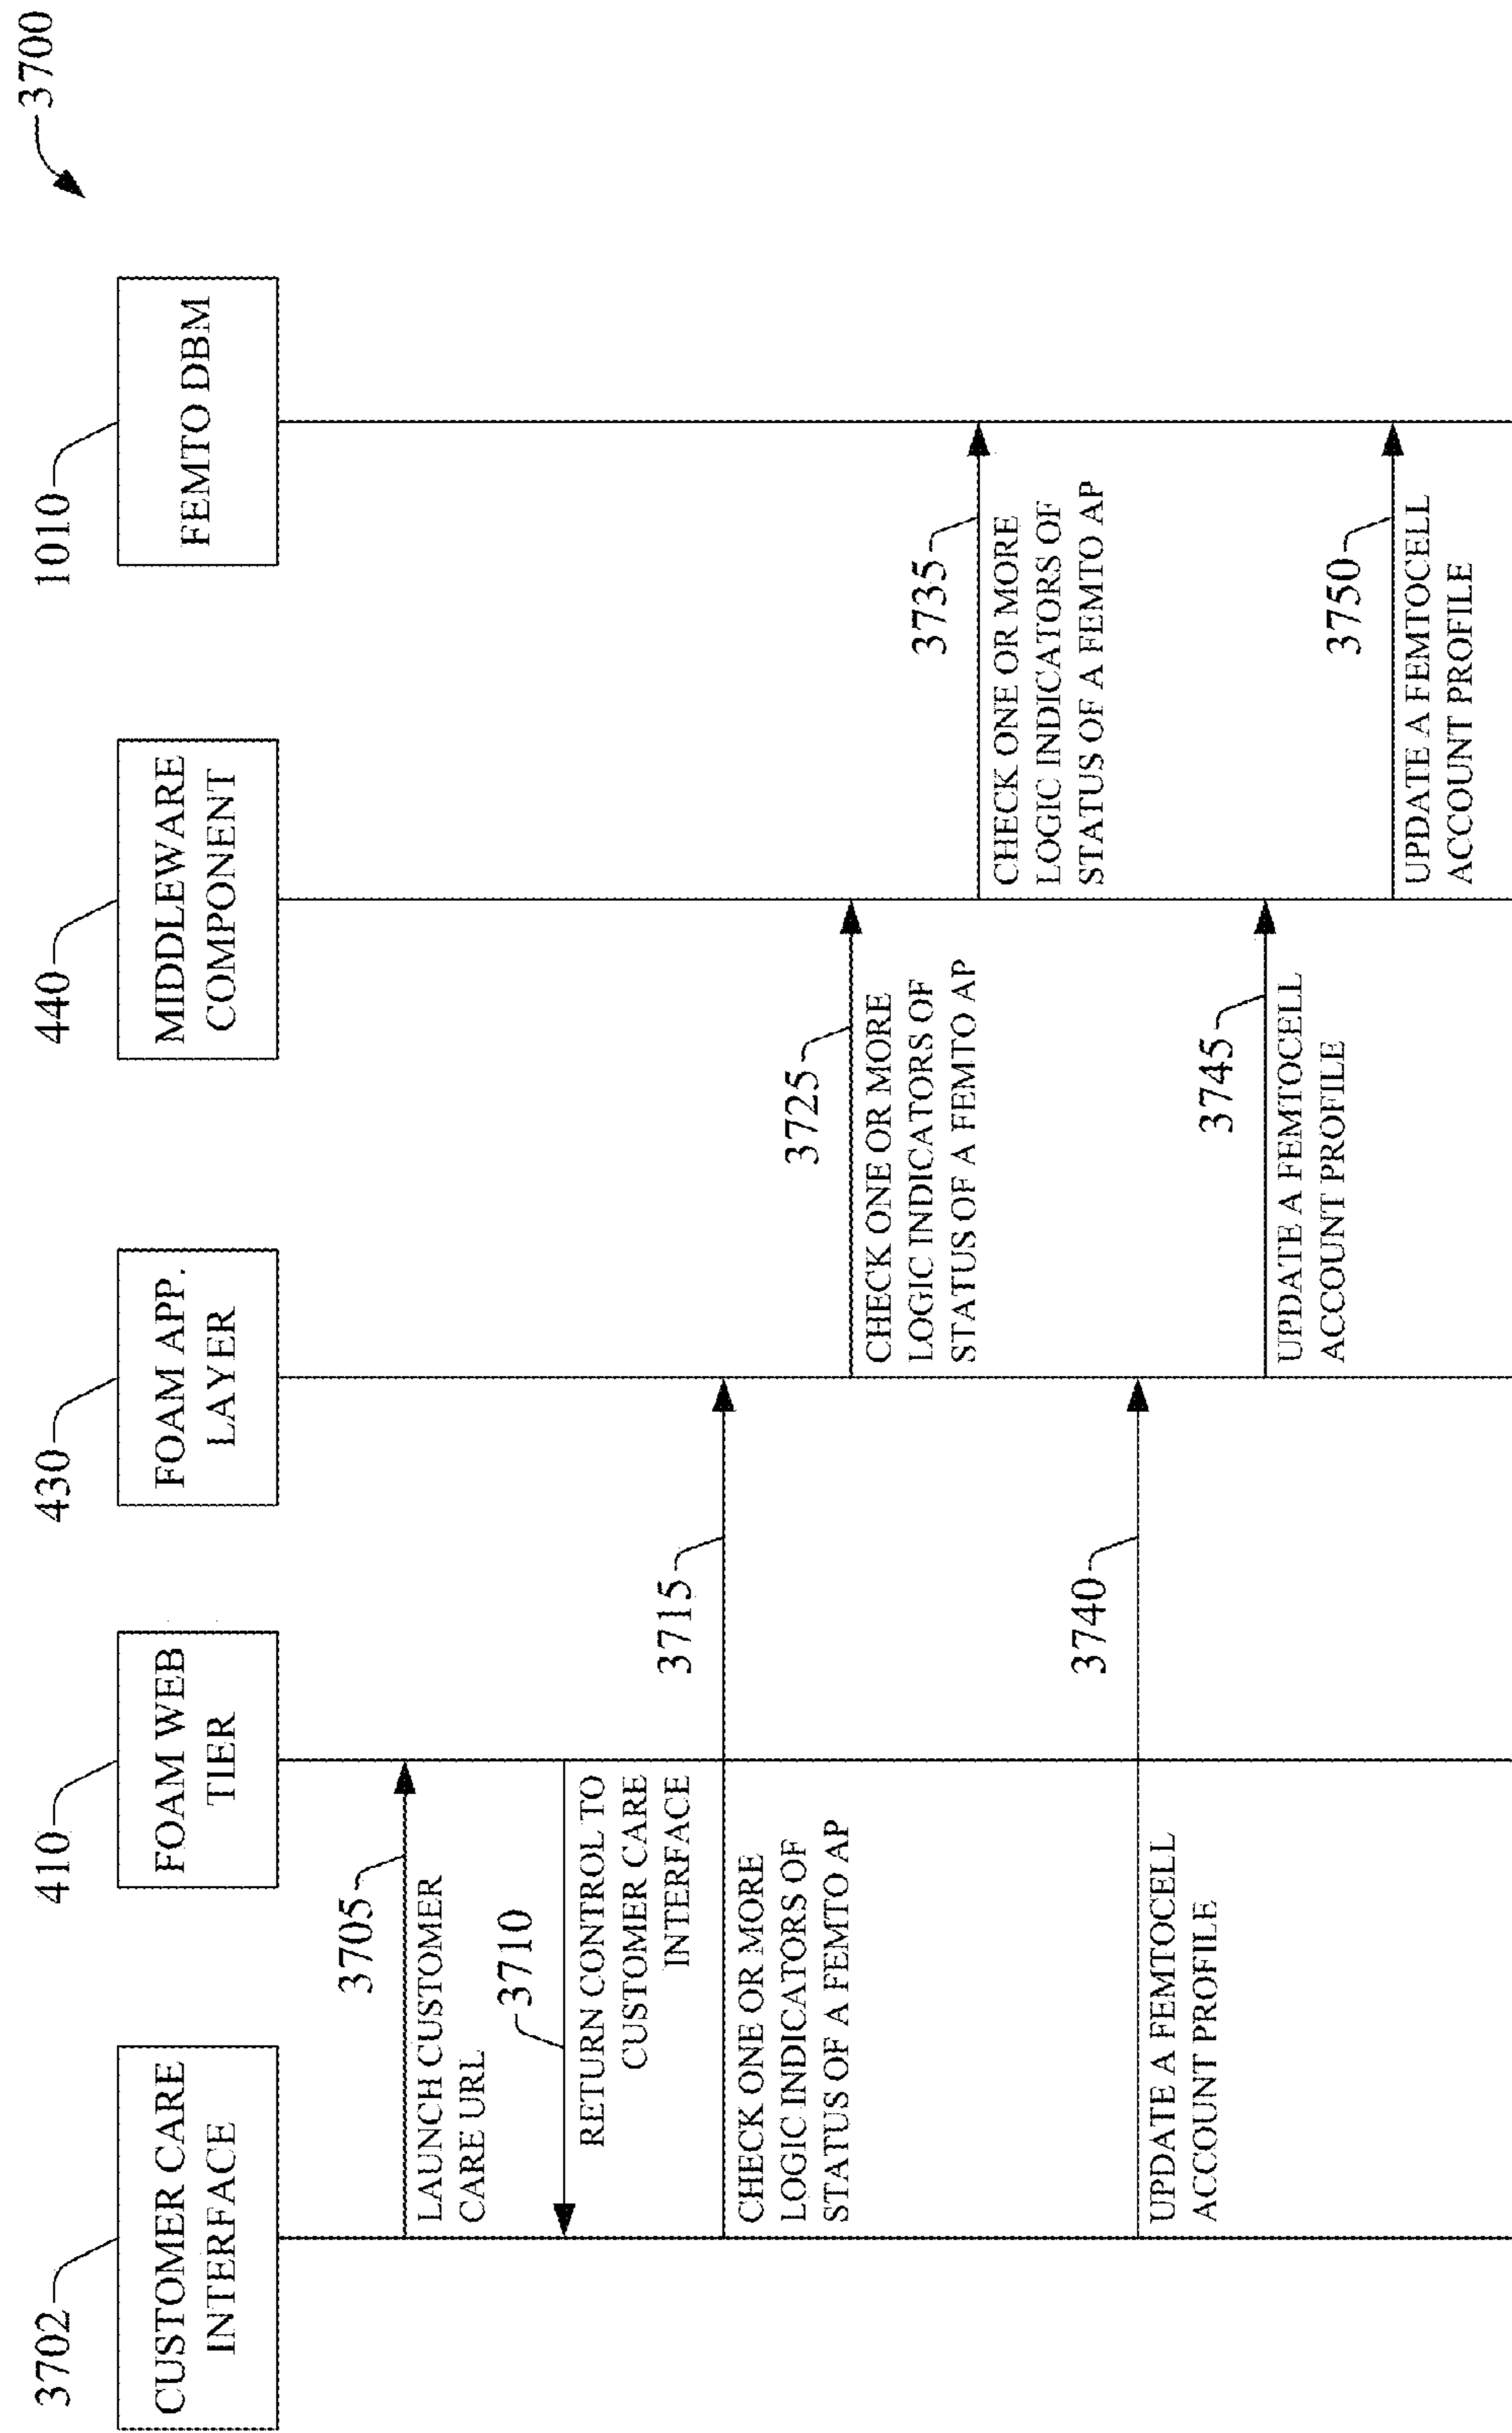 3700
3702
CUSTOMER CARE
INTERFACE
410
FOAM WEB
TIER
430
FOAM APP.
LAYER
440
MIDDLEWARE
COMPONENT
1010
FEMTO DBM
3705
LAUNCH CUSTOMER
CARE URL
3710
RETURN CONTROL TO
CUSTOMER CARE
INTERFACE
3715
CHECK ONE OR MORE
LOGIC INDICATORS OF
STATUS OF A FEMTO AP
3725
CHECK ONE OR MORE
LOGIC INDICATORS OF
STATUS OF A FEMTO AP
3735
CHECK ONE OR MORE
LOGIC INDICATORS OF
STATUS OF A FEMTO AP
3740
UPDATE A FEMTOCELL
ACCOUNT PROFILE
3745
UPDATE A FEMTOCELL
ACCOUNT PROFILE
3750
UPDATE A FEMTOCELL
ACCOUNT PROFILE